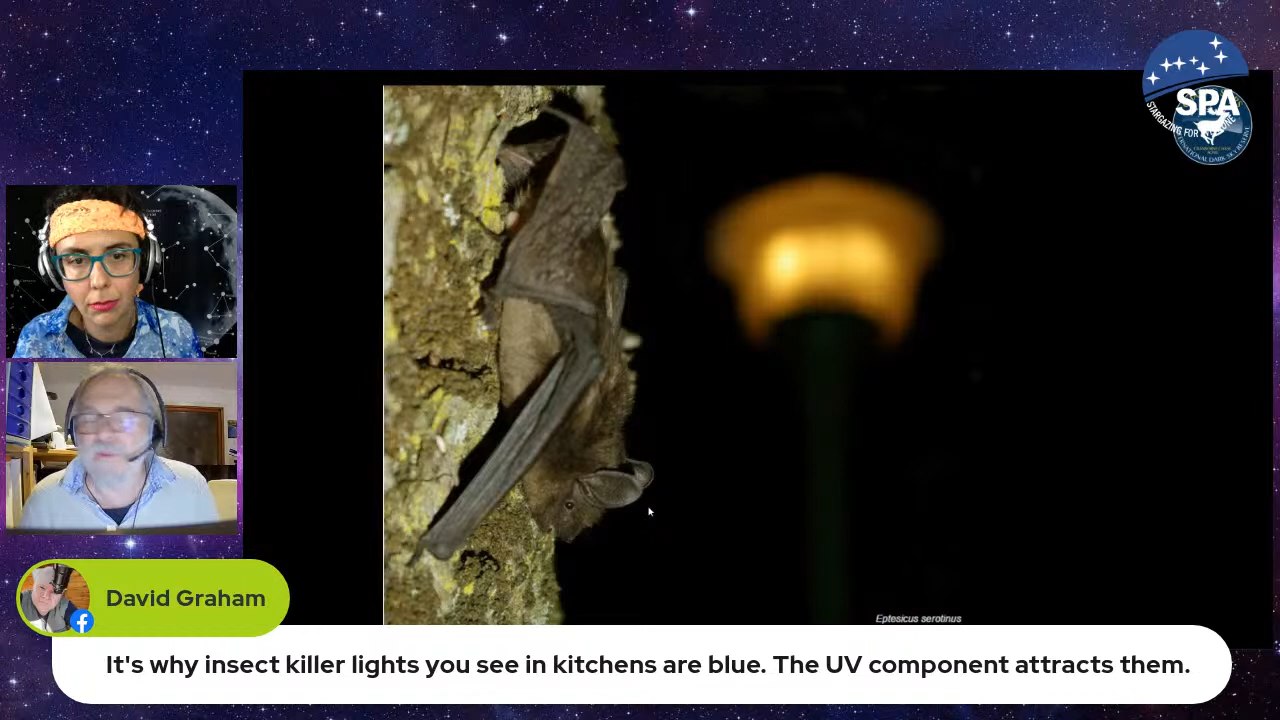 SPA
STARGAZING FOR
Eptesicus serotinus
David Graham
It's why insect killer lights you see in kitchens are blue. The UV component attracts them.